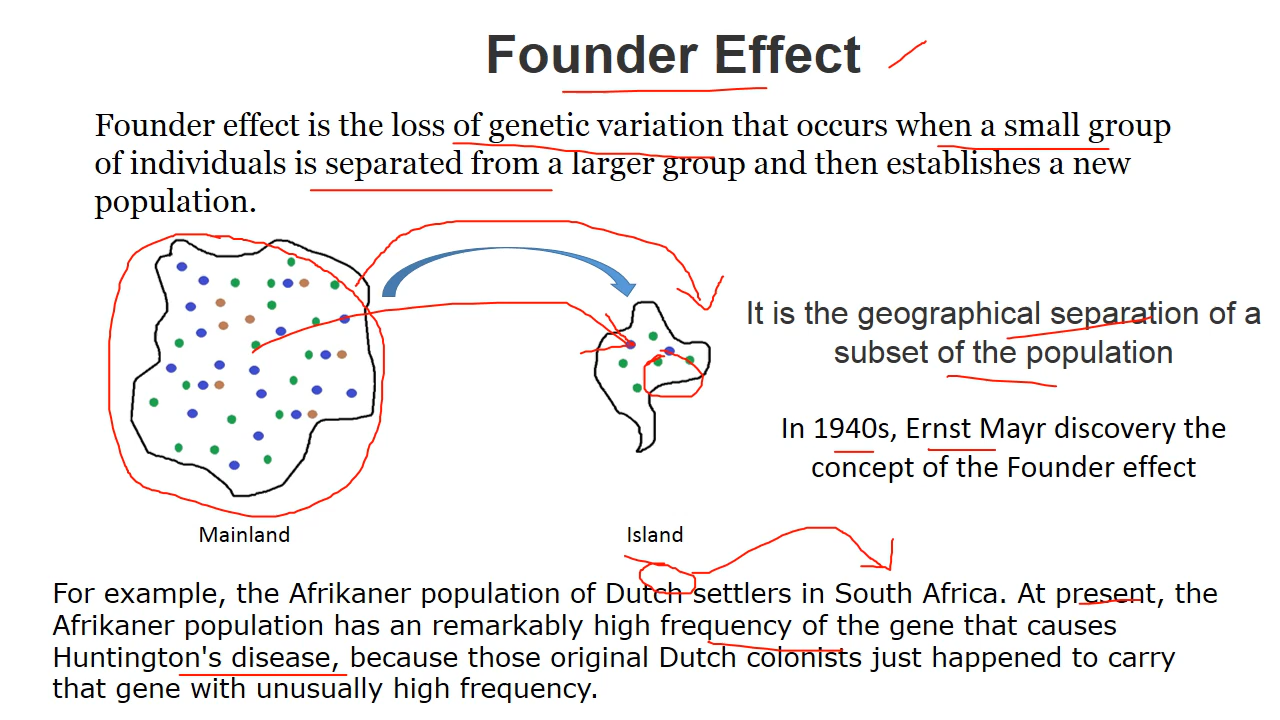 Founder Effect
Founder effect is the loss of genetic variation that occurs when a small group
of individuals is separated from a larger group and then establishes a new
population.
It is the geographical separation of a
subset of the population
In 1940s, Ernst Mayr discovery the
concept of the Founder effect
Mainland
Island
For example, the Afrikaner population of Dutch settlers in South Africa. At present, the
Afrikaner population has an remarkably high frequency of the gene that causes
Huntington's disease, because those original Dutch colonists just happened to carry
that gene with unusually high frequency.